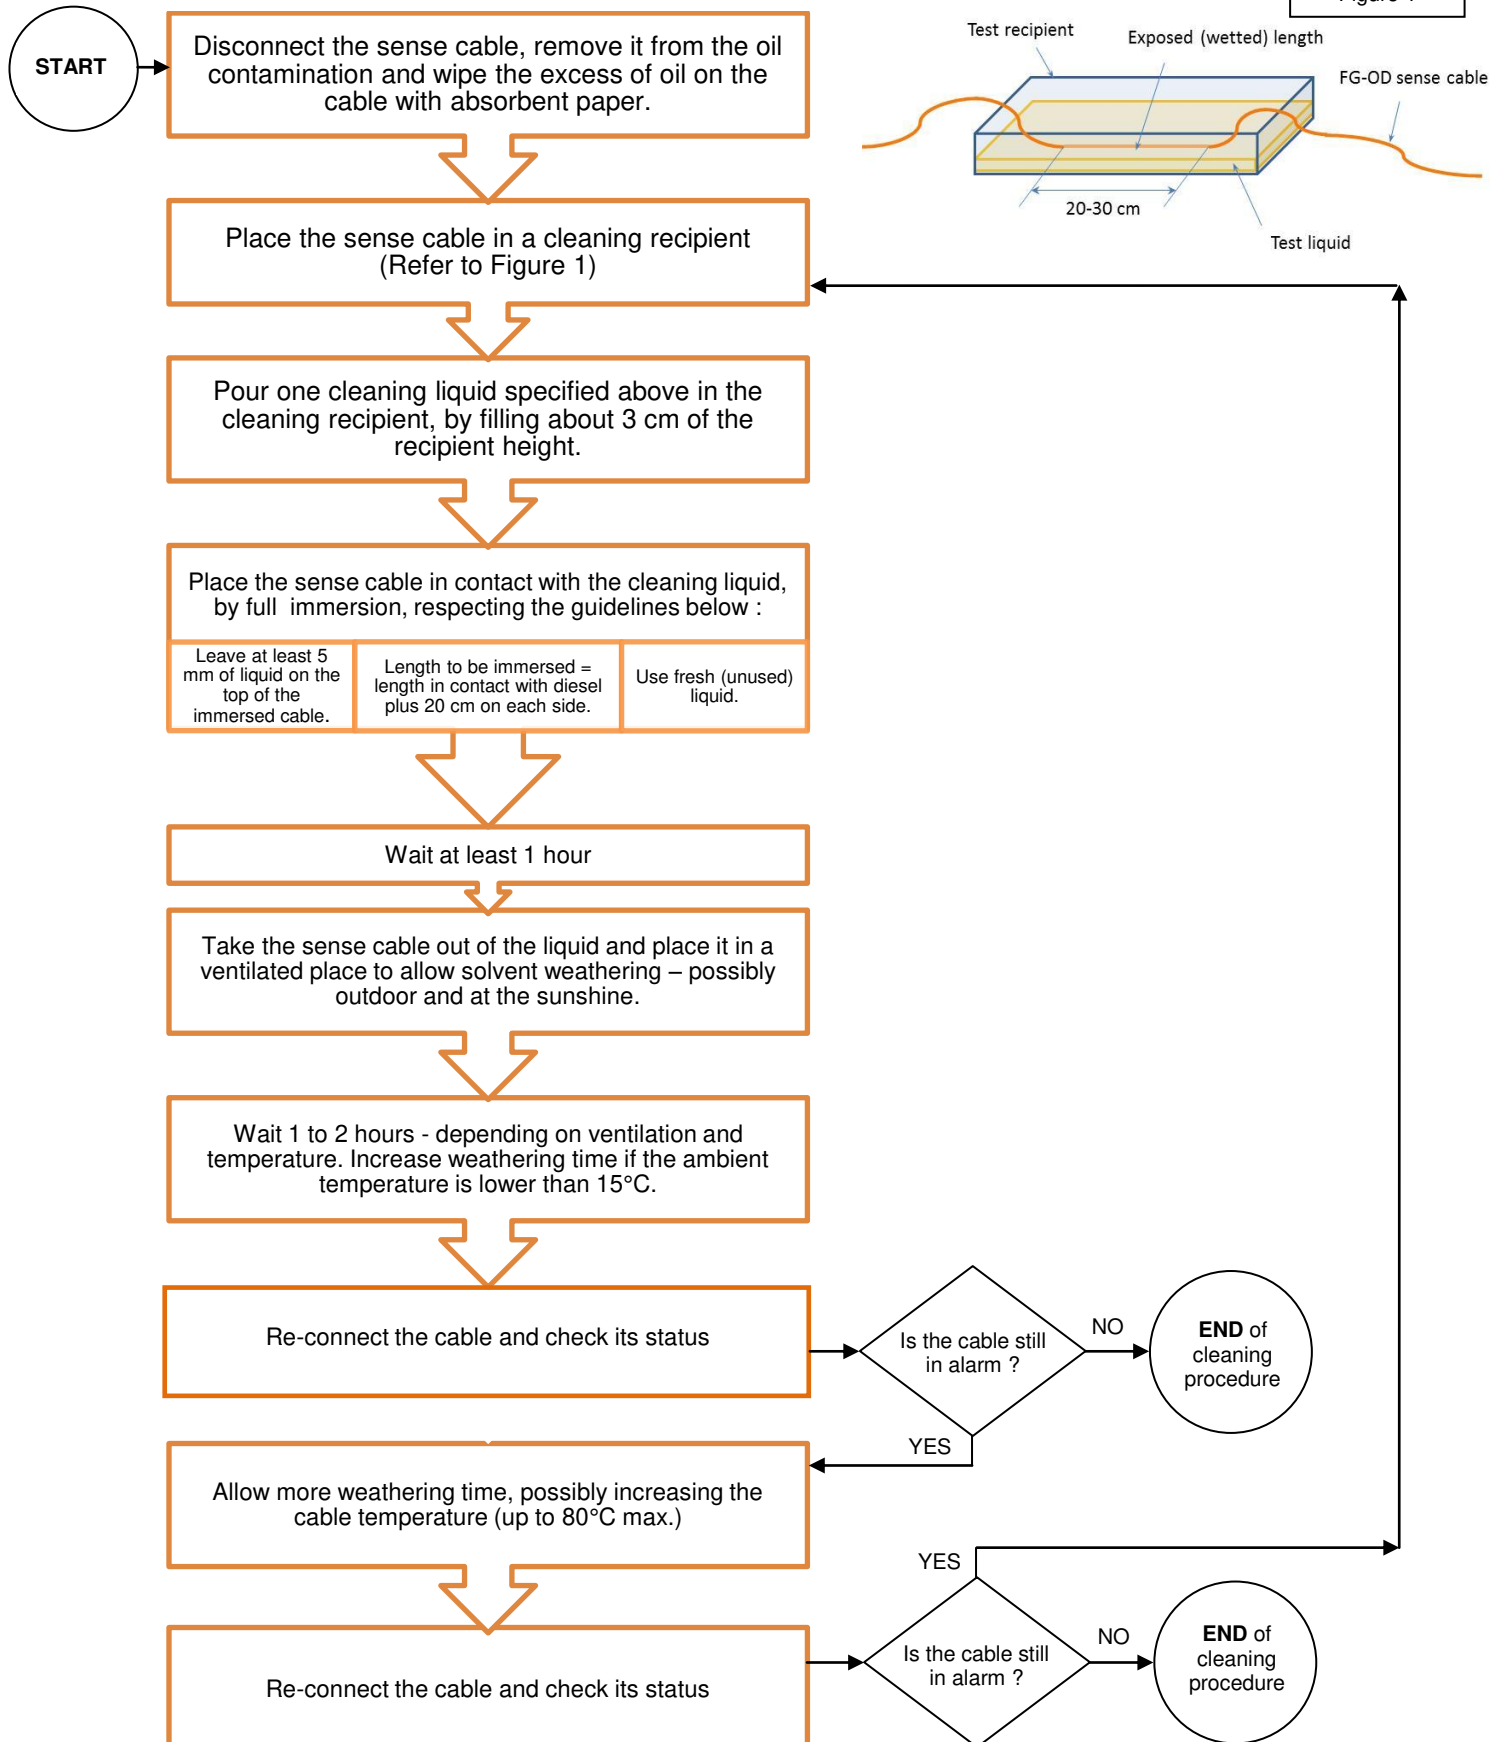 Figure 1
START
Disconnect the sense cable, remove it from the oil
contamination and wipe the excess of oil on the
cable with absorbent paper.
Test recipient
Exposed (wetted) length
FG-OD sense cable
20-30 cm
Test liquid
Place the sense cable in a cleaning recipient
(Refer to Figure 1)
Pour one cleaning liquid specified above in the
cleaning recipient, by filling about 3 cm of the
recipient height.
Place the sense cable in contact with the cleaning liquid,
by full immersion, respecting the guidelines below :
Leave at least 5
mm of liquid on the
top of the
immersed cable.
Length to be immersed =
length in contact with diesel
plus 20 cm on each side.
Use fresh (unused)
liquid.
Wait at least 1 hour
Take the sense cable out of the liquid and place it in a
ventilated place to allow solvent weathering – possibly
outdoor and at the sunshine.
Wait 1 to 2 hours - depending on ventilation and
temperature. Increase weathering time if the ambient
temperature is lower than 15°C.
Re-connect the cable and check its status
Is the cable still
in alarm ?
NO
END of
cleaning
procedure
YES
Allow more weathering time, possibly increasing the
cable temperature (up to 80°C max.)
YES
Re-connect the cable and check its status
Is the cable still
in alarm ?
NO
END of
cleaning
procedure